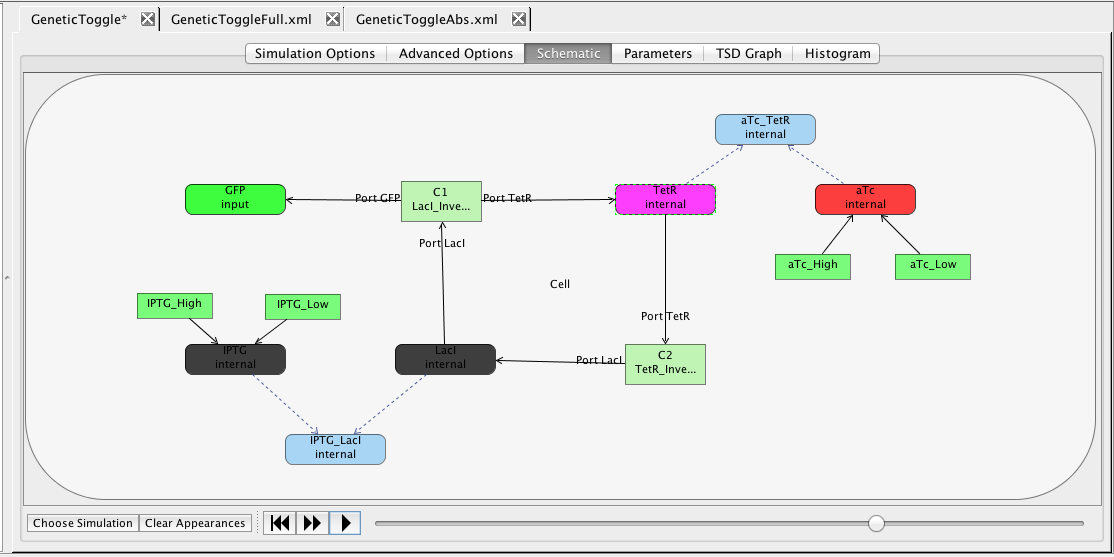 GeneticToggle*
GeneticToggleFull.xml
GeneticToggleAbs.xml
Simulation Options
Advanced Options
Schematic
Parameters
TSD Graph
Histogram
aTc_TetR
internal
GFP
input
Port GFP
C1
LacI_Inve...
Port TetR
TetR
internal
aTc
internal
Port LacI
aTc_High
aTc_Low
Cell
IPTG_High
IPTG_Low
Port TetR
IPTG
internal
LacI
internal
Port LacI
C2
TetR_Inve...
IPTG_LacI
internal
Choose Simulation
Clear Appearances